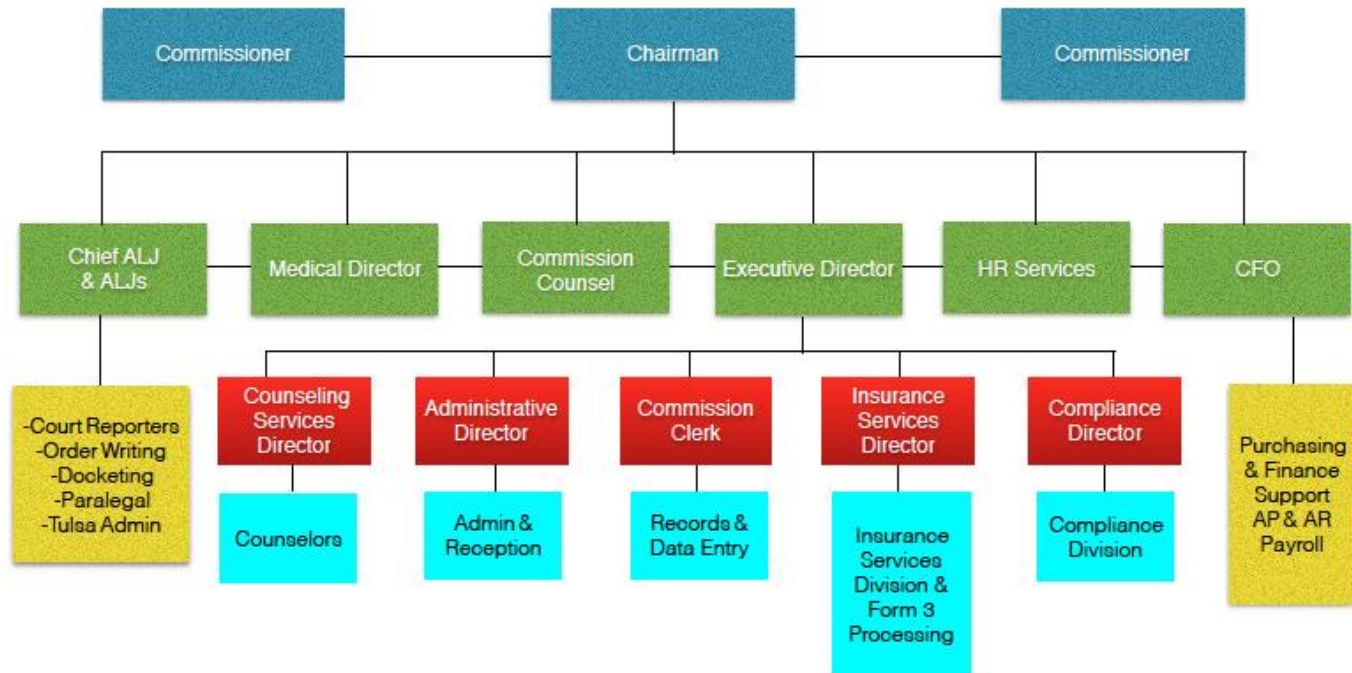 Commissioner
Chairman
Commissioner
Chief ALJ
& ALJs
Medical Director
Commission
Counsel
Executive Director
HR Services
CFO
-Court Reporters
-Order Writing
-Docketing
-Paralegal
-Tulsa Admin
Counseling
Services
Director
Administrative
Director
Commission
Clerk
Insurance
Services
Director
Compliance
Director
Purchasing
& Finance
Support
AP & AR
Payroll
Counselors
Admin &
Reception
Records &
Data Entry
Insurance
Services
Division &
Form 3
Processing
Compliance
Division